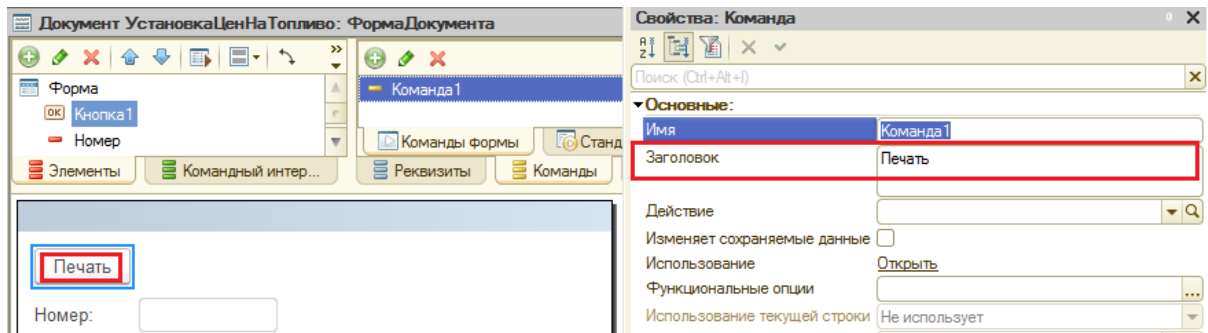 Документ УстановкаЦенНаТопливо: ФормаДокумента
Форма
OK Кнопка1
Номер
Элементы
Командный интер...
Команда1
Команды формы
Станд
Реквизиты
Команды
Печать
Номер:
Свойства: Команда
Поиск (Ctrl+Alt+I)
Основные:
Имя Команда1
Заголовок Печать
Действие
Изменяет сохраняемые данные
Использование Открыть
Функциональные опции ...
Использование текущей строки Не использует